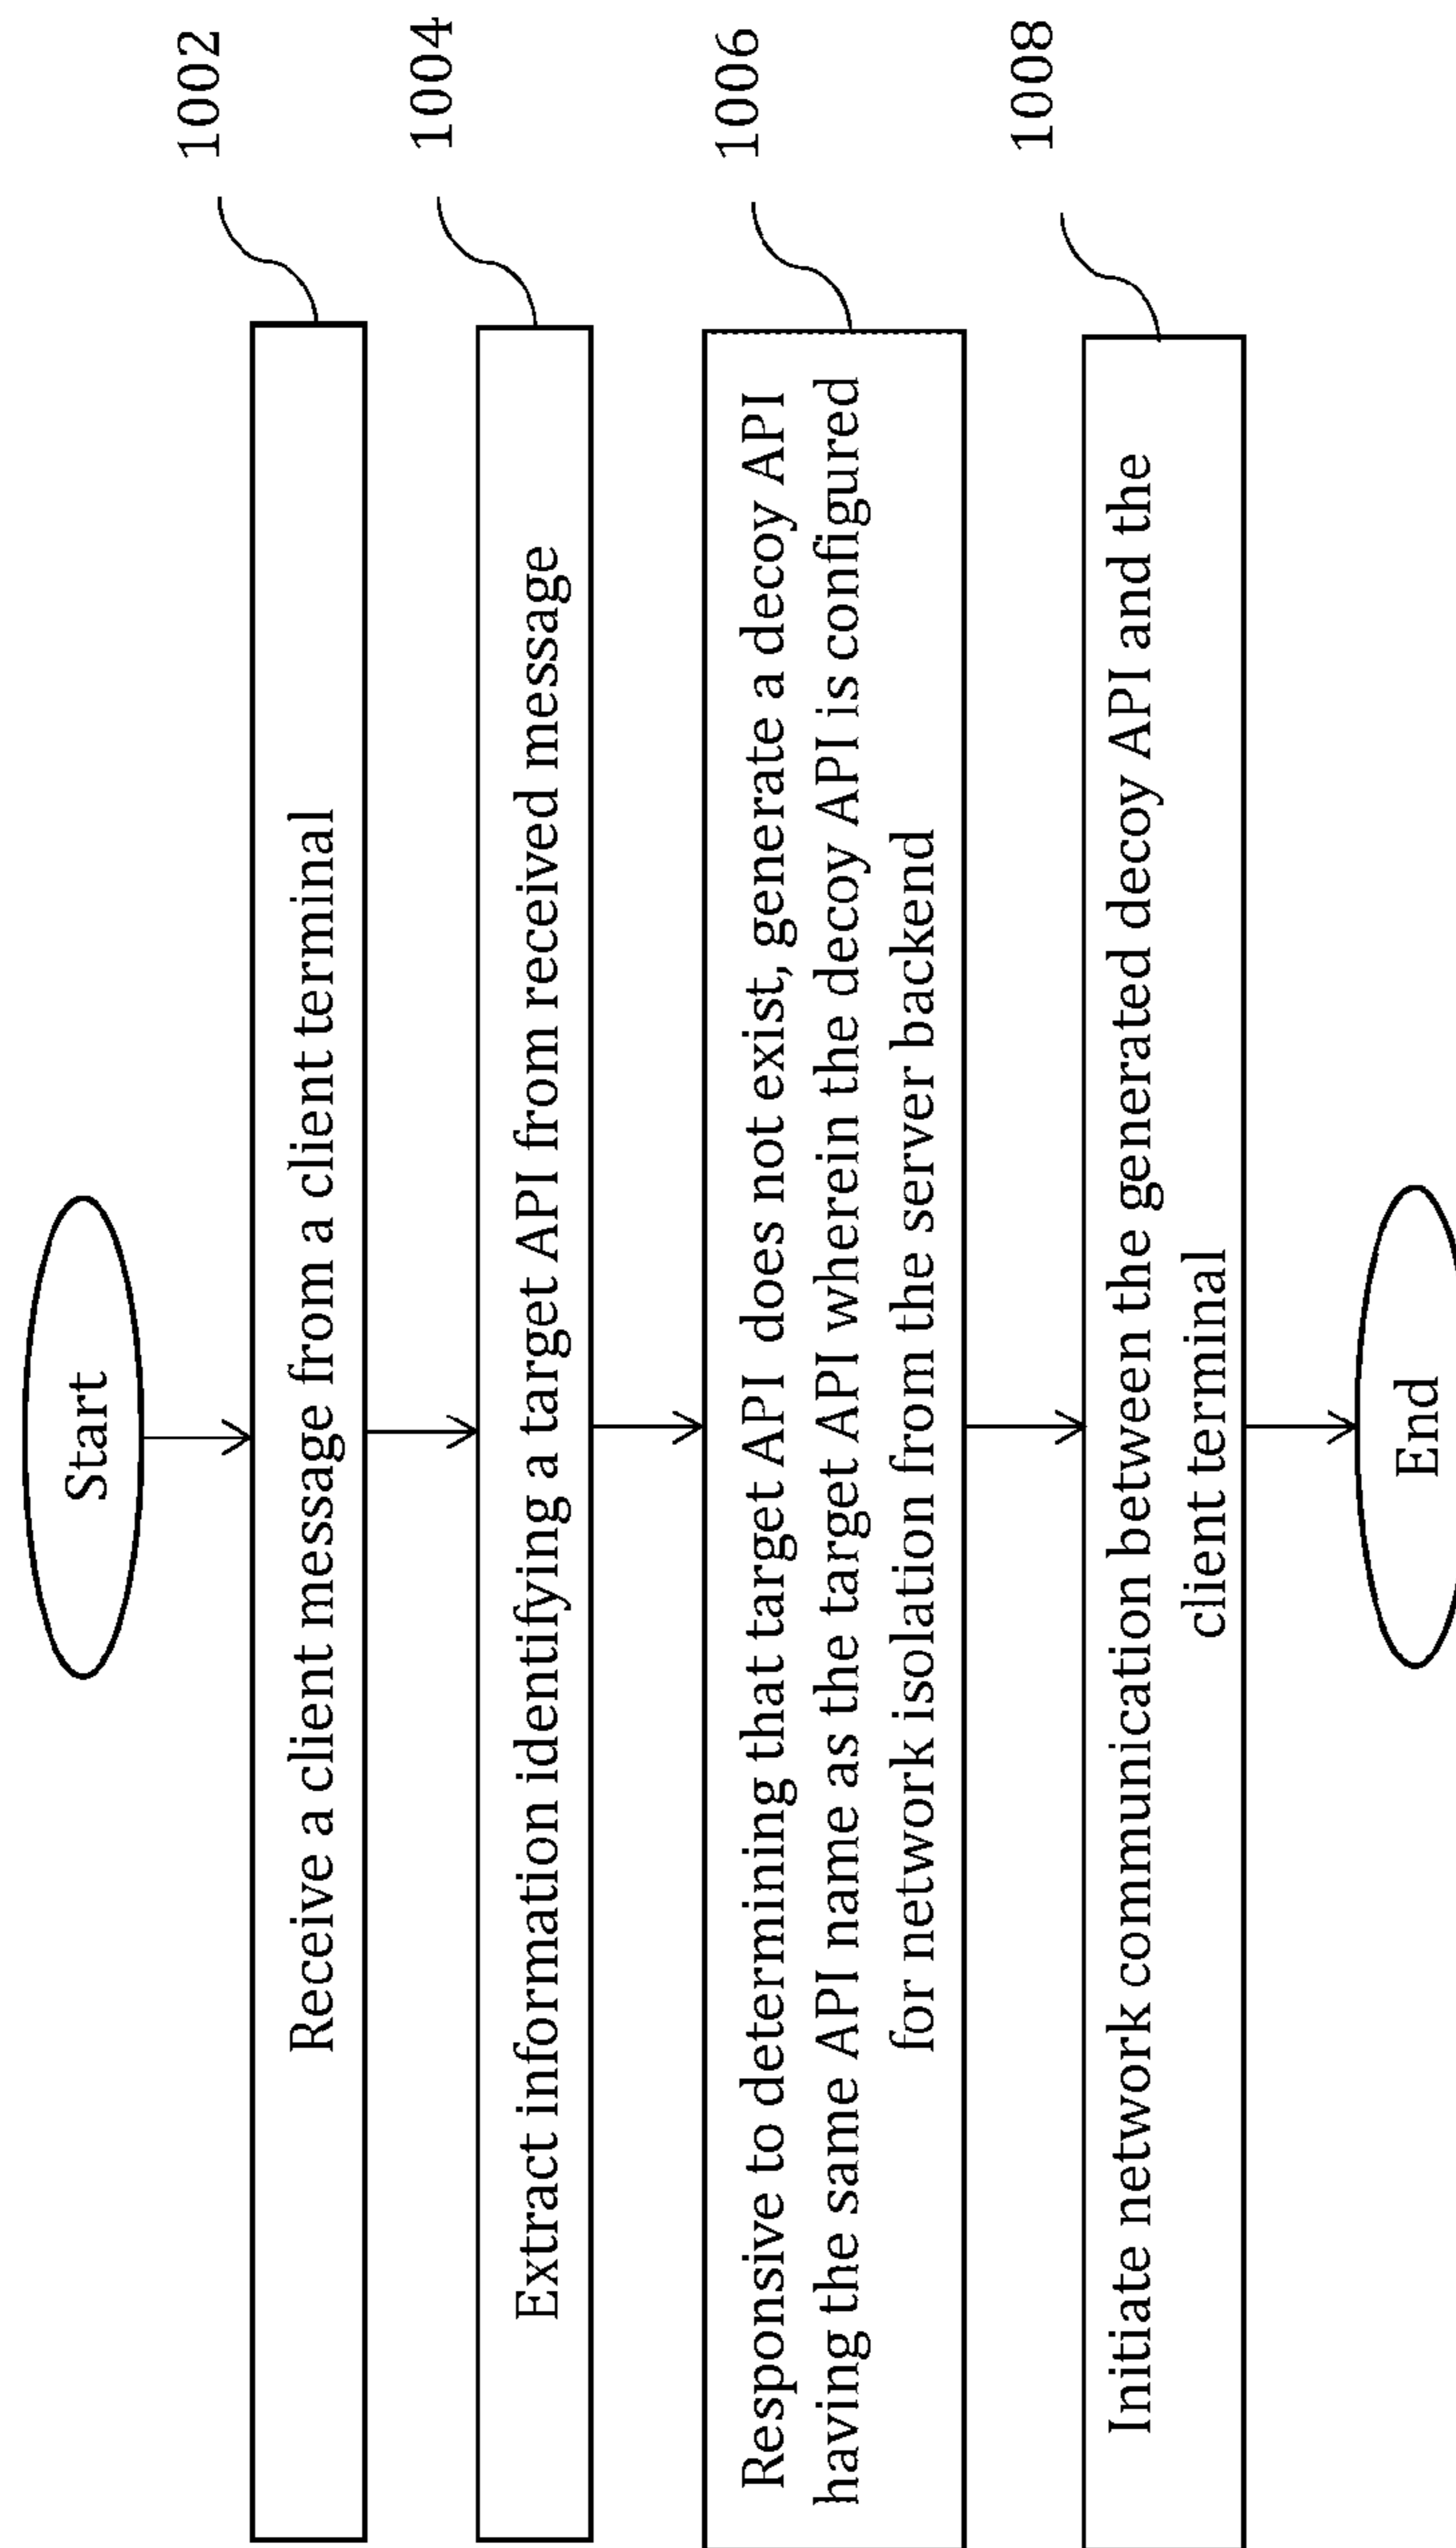 Start
Receive a client message from a client terminal
1002
Extract information identifying a target API from received message
1004
Responsive to determining that target API does not exist, generate a decoy API
having the same API name as the target API wherein the decoy API is configured
for network isolation from the server backend
1006
Initiate network communication between the generated decoy API and the
client terminal
1008
End